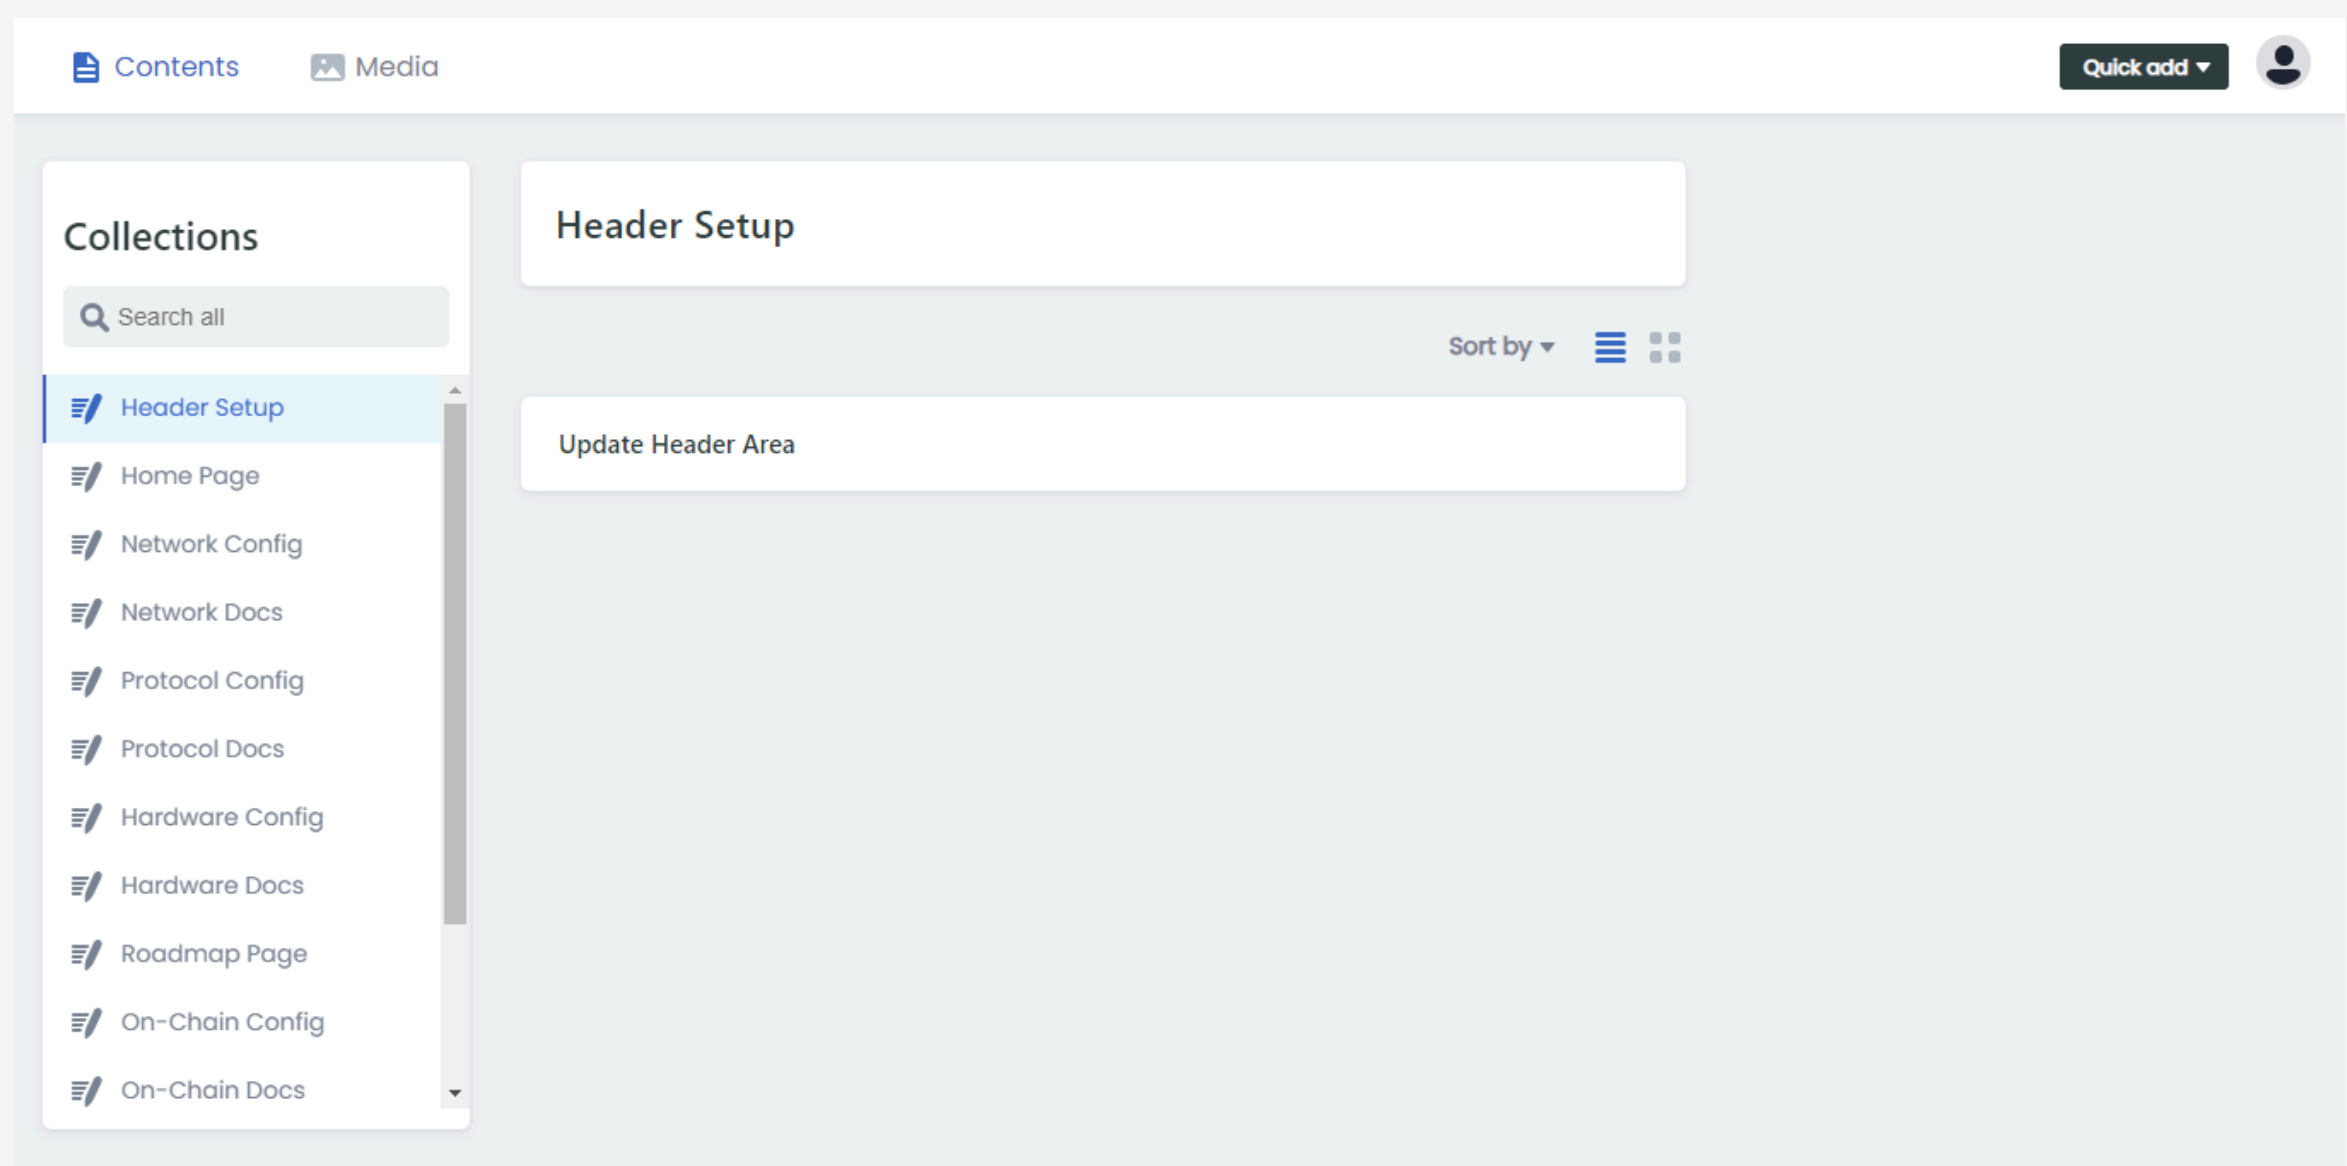 Contents
Media
Quick add
Collections
Search all
Header Setup
Home Page
Network Config
Network Docs
Protocol Config
Protocol Docs
Hardware Config
Hardware Docs
Roadmap Page
On-Chain Config
On-Chain Docs
Header Setup
Sort by
Update Header Area